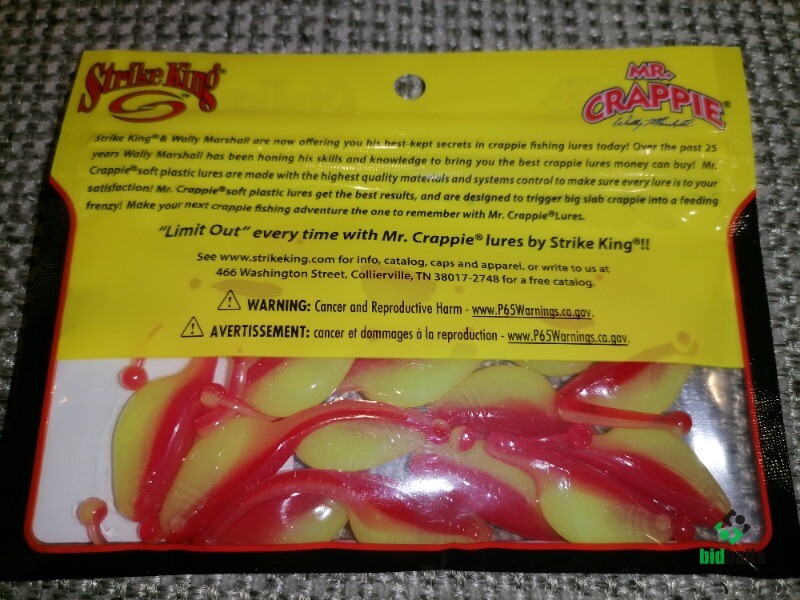 Strike King®
MR.
CRAPPIE®
Wally Marshall
Strike King® & Wally Marshall are now offering you his best-kept secrets in crappie fishing lures today! Over the past 25
years Wally Marshall has been honing his skills and knowledge to bring you the best crappie lures money can buy! Mr.
Crappie® soft plastic lures are made with the highest quality materials and systems control to make sure every lure is to your
satisfaction! Mr. Crappie® soft plastic lures get the best results, and are designed to trigger big slab crappie into a feeding
frenzy! Make your next crappie fishing adventure the one to remember with Mr. Crappie® Lures.
“Limit Out” every time with Mr. Crappie® lures by Strike King®!!
See www.strikeking.com for info, catalog, caps and apparel. or write to us at
466 Washington Street, Collierville, TN 38017-2748 for a free catalog.
WARNING: Cancer and Reproductive Harm - www.P65Warnings.ca.gov.
AVERTISSEMENT: cancer et dommages à la reproduction - www.P65Warnings.ca.gov.
bidbaits